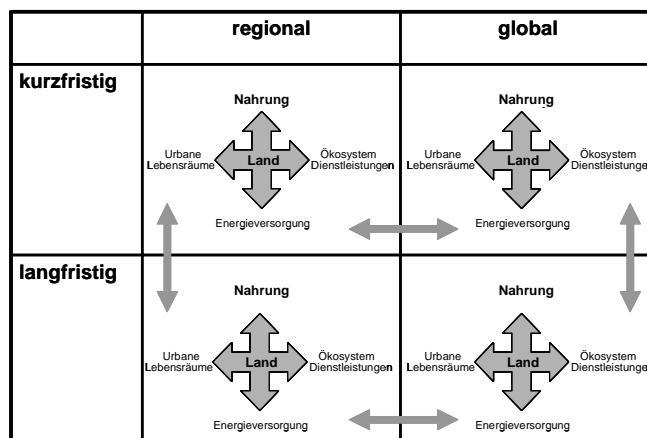 regional global
kurzfristig
Nahrung Nahrung
Urbane Lebensräume Land Ökosystem Dienstleistungen Urbane Lebensräume Land Ökosystem Dienstleistunge
Energieversorgung Energieversorgung
langfristig
Nahrung Nahrung
Urbane Lebensräume Land Ökosystem Dienstleistungen Urbane Lebensräume Land Ökosystem Dienstleistunge
Energieversorgung Energieversorgung